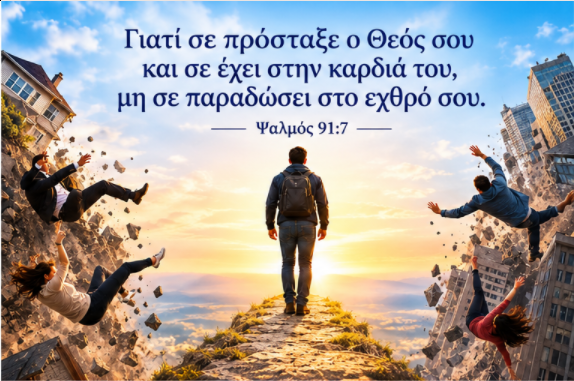 Γιατί σε πρόσταξε ο Θεός σου
και σε έχει στην καρδιά του,
μη σε παραδώσει στο εχθρό σου.
Ψαλμός 91:7